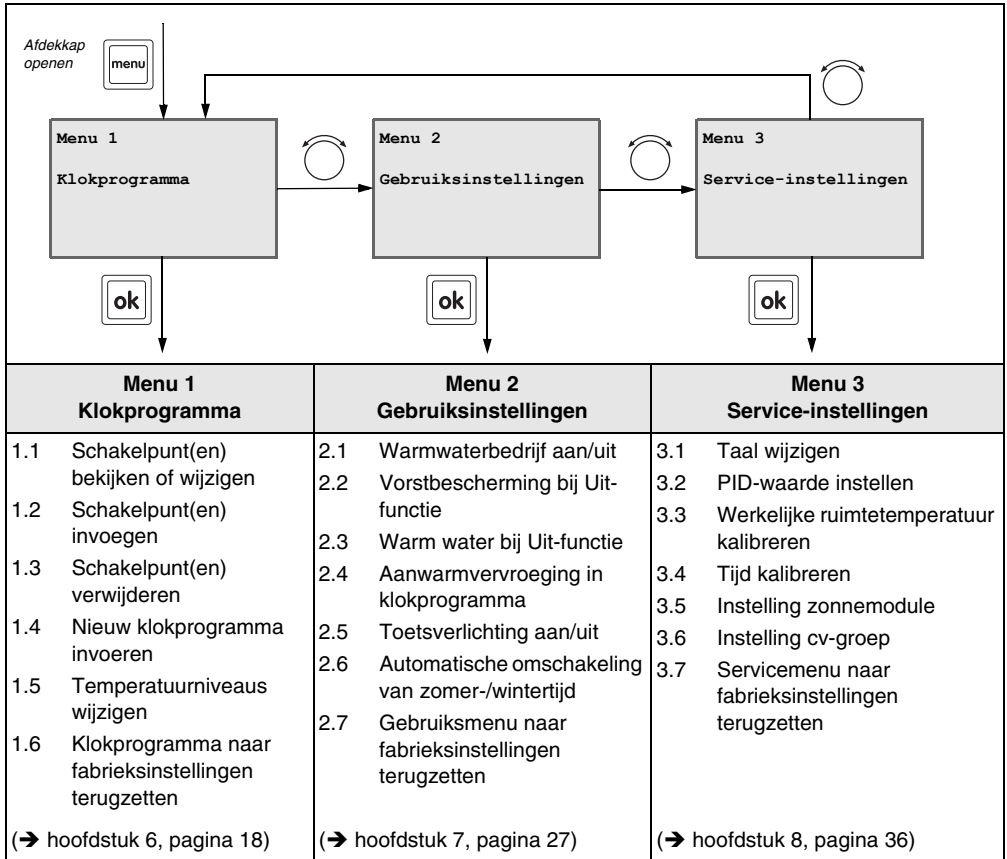 Afdekkap
openen
menu
Menu 1
Klokprogramma
Menu 2
Gebruiksinstellingen
Menu 3
Service-instellingen
ok
ok
ok
Menu 1
Klokprogramma
1.1 Schakelpunt(en)
bekijken of wijzigen
1.2 Schakelpunt(en)
invoegen
1.3 Schakelpunt(en)
verwijderen
1.4 Nieuw klokprogramma
invoeren
1.5 Temperatuurniveaus
wijzigen
1.6 Klokprogramma naar
fabrieksinstellingen
terugzetten
(➔ hoofdstuk 6, pagina 18)
Menu 2
Gebruiksinstellingen
2.1 Warmwaterbedrijf aan/uit
2.2 Vorstbescherming bij Uit-
functie
2.3 Warm water bij Uit-functie
2.4 Aanwarmvervroeging in
klokprogramma
2.5 Toetsverlichting aan/uit
2.6 Automatische omschakeling
van zomer-/wintertijd
2.7 Gebruiksmenu naar
fabrieksinstellingen
terugzetten
(➔ hoofdstuk 7, pagina 27)
Menu 3
Service-instellingen
3.1 Taal wijzigen
3.2 PID-waarde instellen
3.3 Werkelijke ruimtetemperatuur
kalibreren
3.4 Tijd kalibreren
3.5 Instelling zonnemodule
3.6 Instelling cv-groep
3.7 Servicemenu naar
fabrieksinstellingen
terugzetten
(➔ hoofdstuk 8, pagina 36)